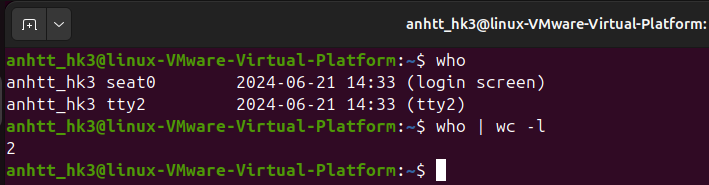 anhtt_hk3@linux-VMware-Virtual-Platform:
anhtt_hk3@linux-VMware-Virtual-Platform:~$ who
anhtt_hk3 seat0        2024-06-21 14:33 (login screen)
anhtt_hk3 tty2         2024-06-21 14:33 (tty2)
anhtt_hk3@linux-VMware-Virtual-Platform:~$ who | wc -l
2
anhtt_hk3@linux-VMware-Virtual-Platform:~$